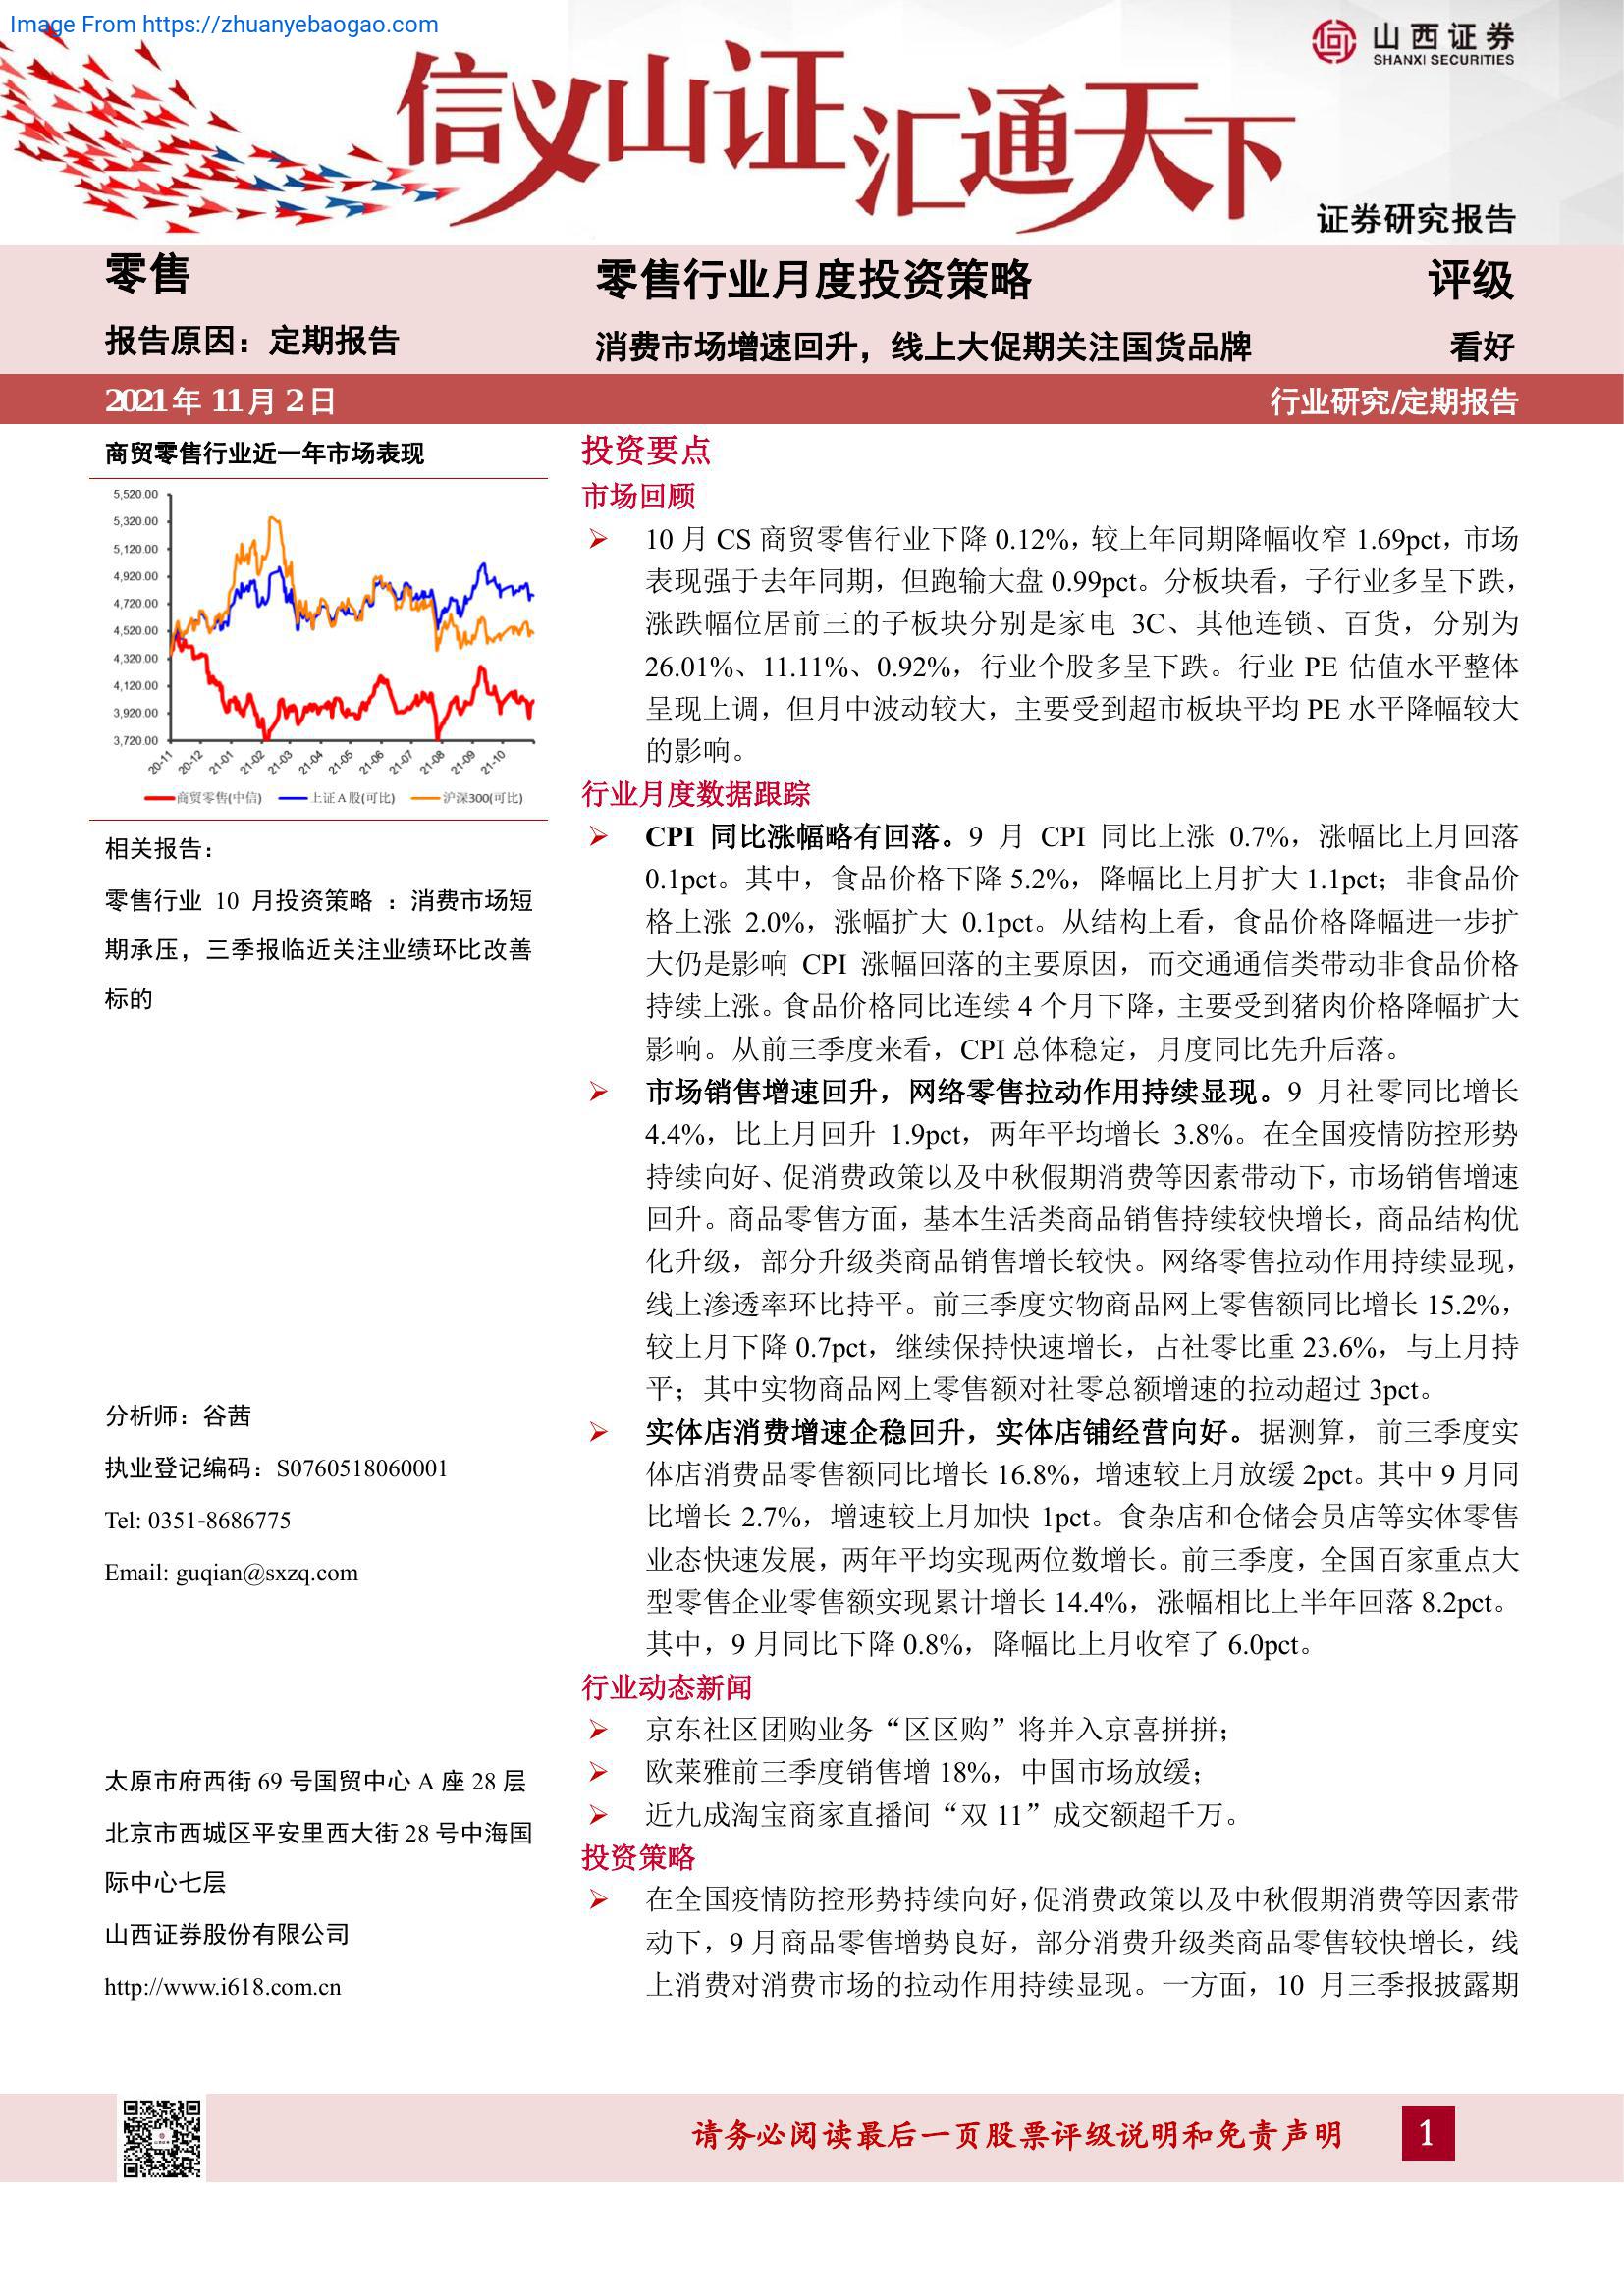 Image From https://zhuanyebaogao.com
山西证券
SHANXI SECURITIES
信义山证汇通天下
证券研究报告
零售
报告原因：定期报告
零售行业月度投资策略
消费市场增速回升，线上大促期关注国货品牌
评级
看好
2021年 11月 2日
行业研究/定期报告
商贸零售行业近一年市场表现
5,520.00
5,320.00
5,120.00
4,920.00
4,720.00
4,520.00
4,320.00
4,120.00
3,920.00
3,720.00
20-11 20-12 21-01 21-02 21-03 21-04 21-05 21-06 21-07 21-08 21-09 21-10
商贸零售(中信) 上证A股(可比) 沪深300(可比)
相关报告：
零售行业 10 月投资策略 ：消费市场短
期承压，三季报临近关注业绩环比改善
标的
分析师：谷茜
执业登记编码：S0760518060001
Tel: 0351-8686775
Email: guqian@sxzq.com
太原市府西街 69 号国贸中心 A 座 28 层
北京市西城区平安里西大街 28 号中海国
际中心七层
山西证券股份有限公司
http://www.i618.com.cn
投资要点
市场回顾
➢ 10 月 CS 商贸零售行业下降 0.12%，较上年同期降幅收窄 1.69pct，市场
表现强于去年同期，但跑输大盘 0.99pct。分板块看，子行业多呈下跌，
涨跌幅位居前三的子板块分别是家电 3C、其他连锁、百货，分别为
26.01%、11.11%、0.92%，行业个股多呈下跌。行业 PE 估值水平整体
呈现上调，但月中波动较大，主要受到超市板块平均 PE 水平降幅较大
的影响。
行业月度数据跟踪
➢ CPI 同比涨幅略有回落。9 月 CPI 同比上涨 0.7%，涨幅比上月回落
0.1pct。其中，食品价格下降 5.2%，降幅比上月扩大 1.1pct；非食品价
格上涨 2.0%，涨幅扩大 0.1pct。从结构上看，食品价格降幅进一步扩
大仍是影响 CPI 涨幅回落的主要原因，而交通通信类带动非食品价格
持续上涨。食品价格同比连续 4 个月下降，主要受到猪肉价格降幅扩大
影响。从前三季度来看，CPI 总体稳定，月度同比先升后落。
➢ 市场销售增速回升，网络零售拉动作用持续显现。9 月社零同比增长
4.4%，比上月回升 1.9pct，两年平均增长 3.8%。在全国疫情防控形势
持续向好、促消费政策以及中秋假期消费等因素带动下，市场销售增速
回升。商品零售方面，基本生活类商品销售持续较快增长，商品结构优
化升级，部分升级类商品销售增长较快。网络零售拉动作用持续显现，
线上渗透率环比持平。前三季度实物商品网上零售额同比增长 15.2%，
较上月下降 0.7pct，继续保持快速增长，占社零比重 23.6%，与上月持
平；其中实物商品网上零售额对社零总额增速的拉动超过 3pct。
➢ 实体店消费增速企稳回升，实体店铺经营向好。据测算，前三季度实
体店消费品零售额同比增长 16.8%，增速较上月放缓 2pct。其中 9 月同
比增长 2.7%，增速较上月加快 1pct。食杂店和仓储会员店等实体零售
业态快速发展，两年平均实现两位数增长。前三季度，全国百家重点大
型零售企业零售额实现累计增长 14.4%，涨幅相比上半年回落 8.2pct。
其中，9 月同比下降 0.8%，降幅比上月收窄了 6.0pct。
行业动态新闻
➢ 京东社区团购业务“区区购”将并入京喜拼拼；
➢ 欧莱雅前三季度销售增 18%，中国市场放缓；
➢ 近九成淘宝商家直播间“双 11”成交额超千万。
投资策略
➢ 在全国疫情防控形势持续向好，促消费政策以及中秋假期消费等因素带
动下，9 月商品零售增势良好，部分消费升级类商品零售较快增长，线
上消费对消费市场的拉动作用持续显现。一方面，10 月三季报披露期
请务必阅读最后一页股票评级说明和免责声明
1